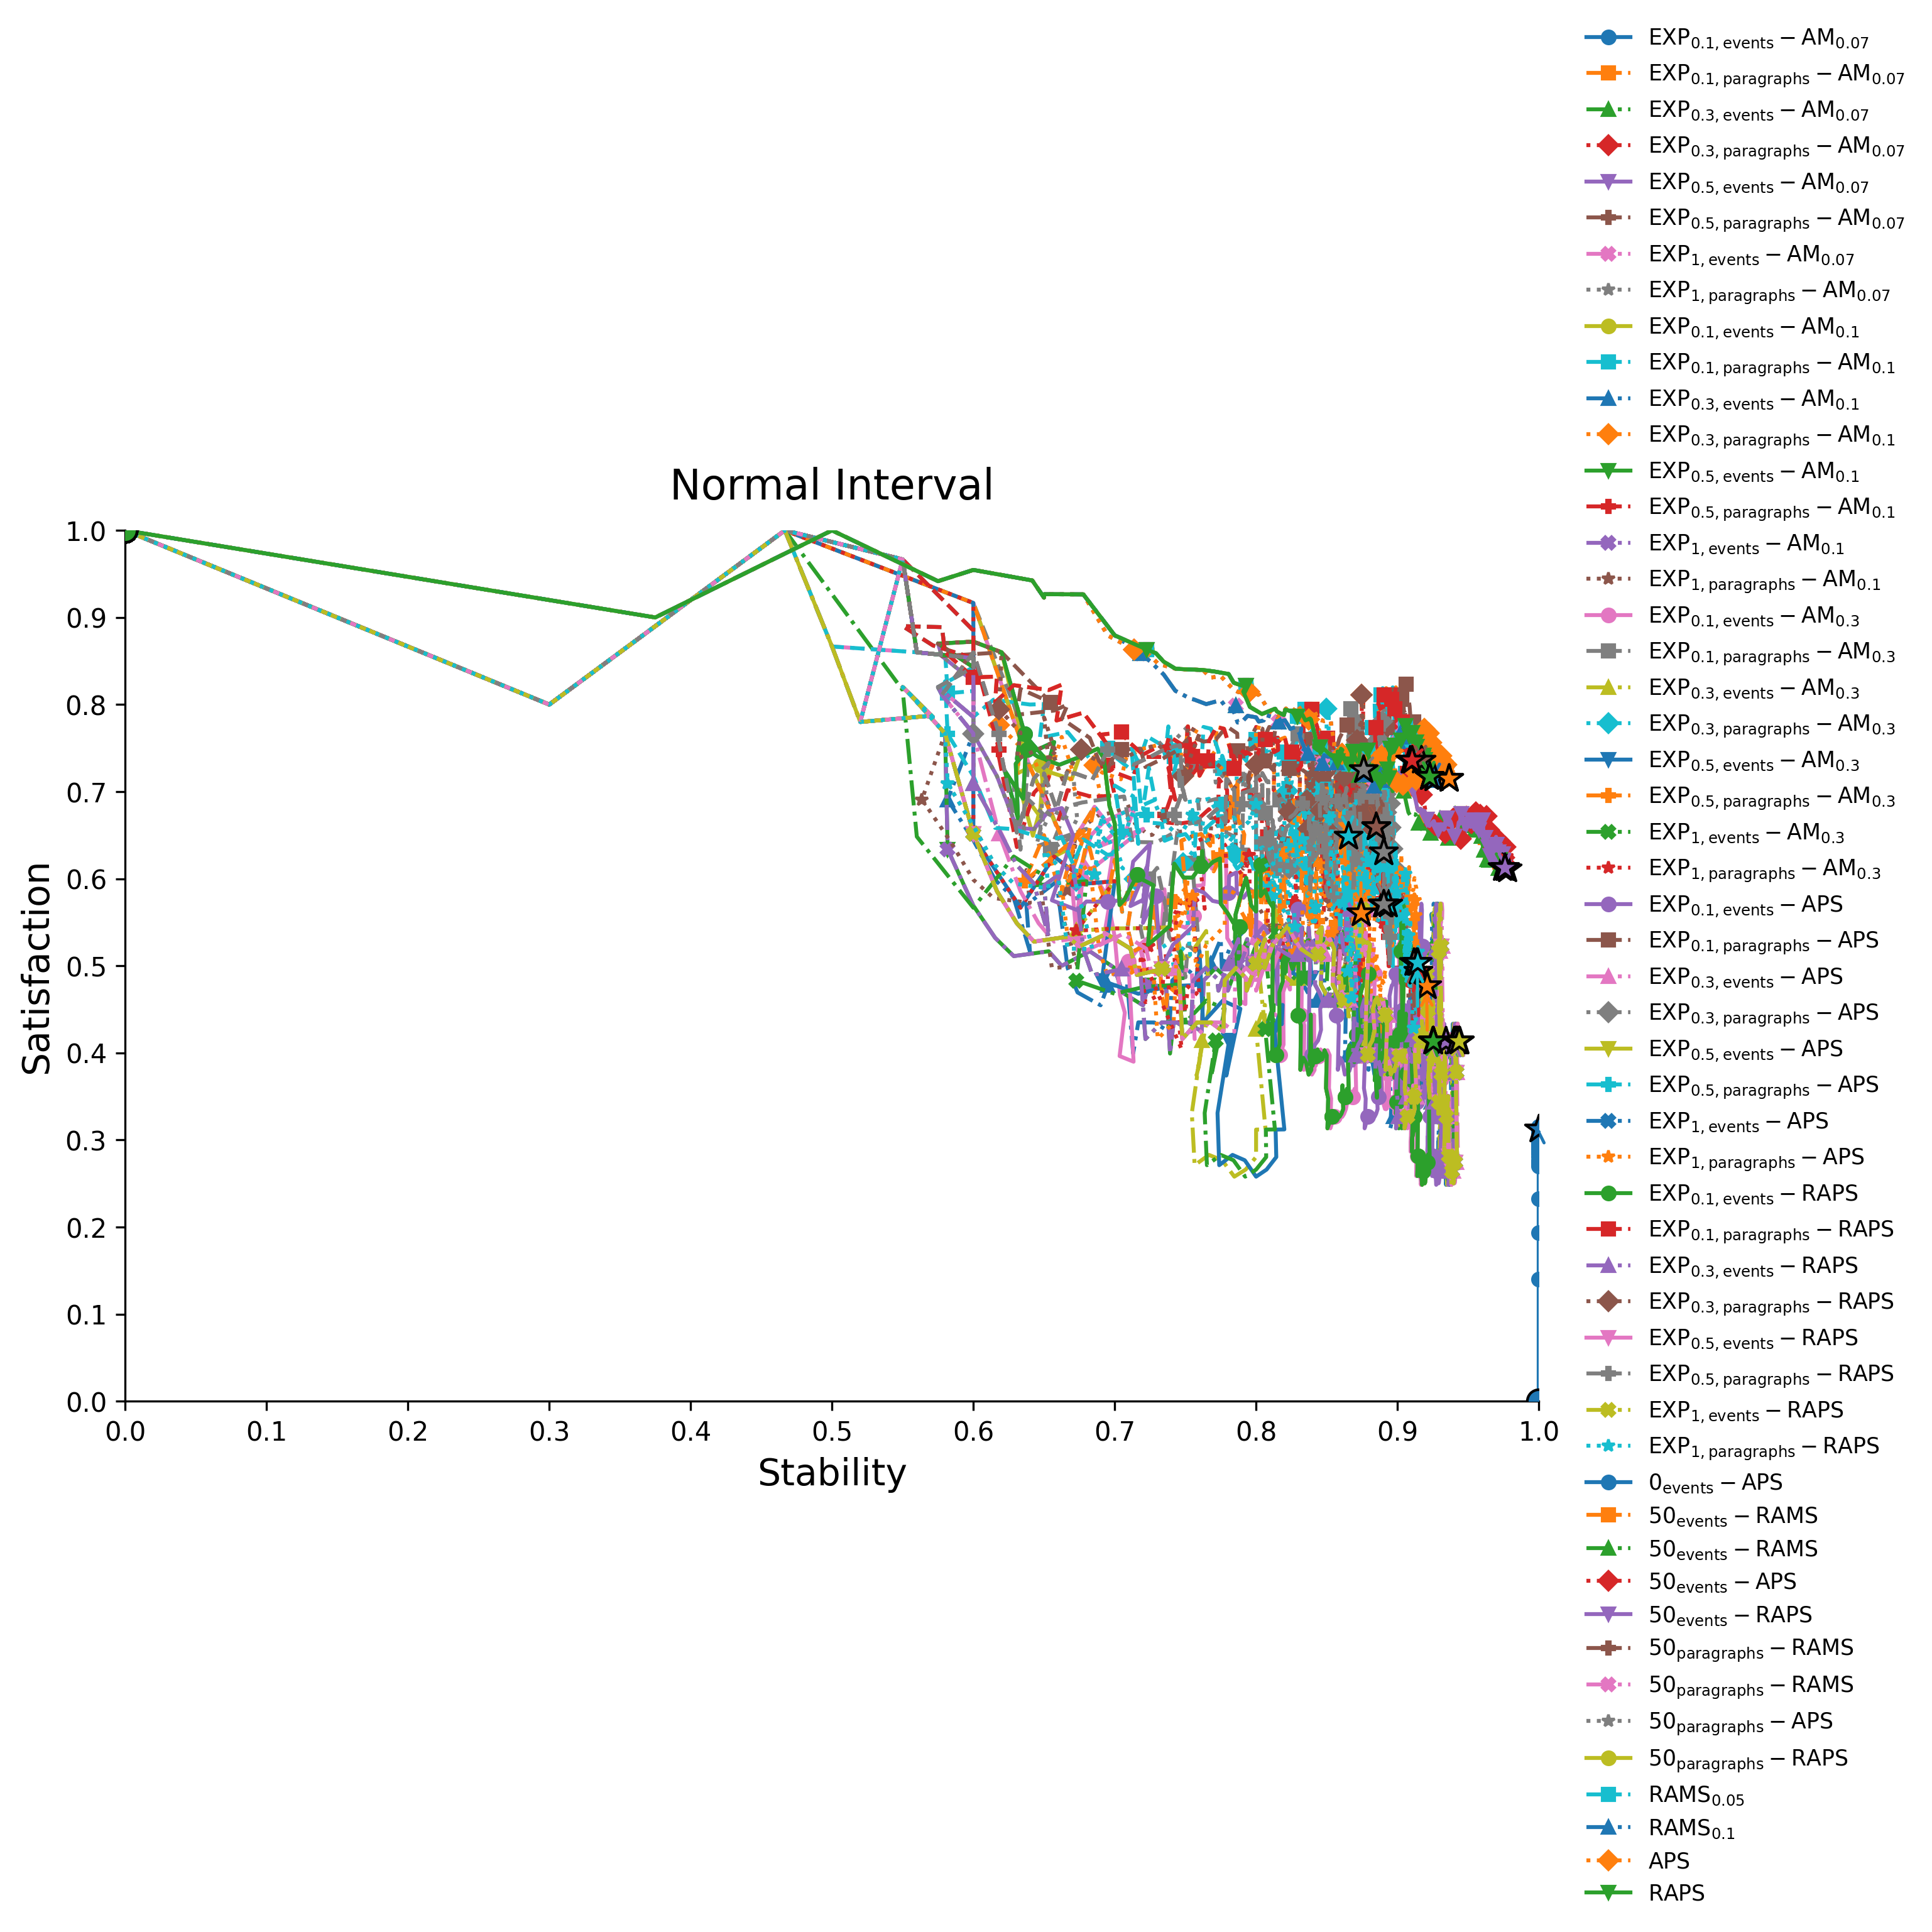 Normal Interval
Satisfaction
1.0
0.9
0.8
0.7
0.6
0.5
0.4
0.3
0.2
0.1
0.0
0.0 0.1 0.2 0.3 0.4 0.5 0.6 0.7 0.8 0.9 1.0
Stability
EXP0.1, events − AM0.07
EXP0.1, paragraphs − AM0.07
EXP0.3, events − AM0.07
EXP0.3, paragraphs − AM0.07
EXP0.5, events − AM0.07
EXP0.5, paragraphs − AM0.07
EXP1, events − AM0.07
EXP1, paragraphs − AM0.07
EXP0.1, events − AM0.1
EXP0.1, paragraphs − AM0.1
EXP0.3, events − AM0.1
EXP0.3, paragraphs − AM0.1
EXP0.5, events − AM0.1
EXP0.5, paragraphs − AM0.1
EXP1, events − AM0.1
EXP1, paragraphs − AM0.1
EXP0.1, events − AM0.3
EXP0.1, paragraphs − AM0.3
EXP0.3, events − AM0.3
EXP0.3, paragraphs − AM0.3
EXP0.5, events − AM0.3
EXP0.5, paragraphs − AM0.3
EXP1, events − AM0.3
EXP1, paragraphs − AM0.3
EXP0.1, events − APS
EXP0.1, paragraphs − APS
EXP0.3, events − APS
EXP0.3, paragraphs − APS
EXP0.5, events − APS
EXP0.5, paragraphs − APS
EXP1, events − APS
EXP1, paragraphs − APS
EXP0.1, events − RAPS
EXP0.1, paragraphs − RAPS
EXP0.3, events − RAPS
EXP0.3, paragraphs − RAPS
EXP0.5, events − RAPS
EXP0.5, paragraphs − RAPS
EXP1, events − RAPS
EXP1, paragraphs − RAPS
0events − APS
50events − RAMS
50events − RAMS
50events − APS
50events − RAPS
50paragraphs − RAMS
50paragraphs − RAMS
50paragraphs − APS
50paragraphs − RAPS
RAMS0.05
RAMS0.1
APS
RAPS